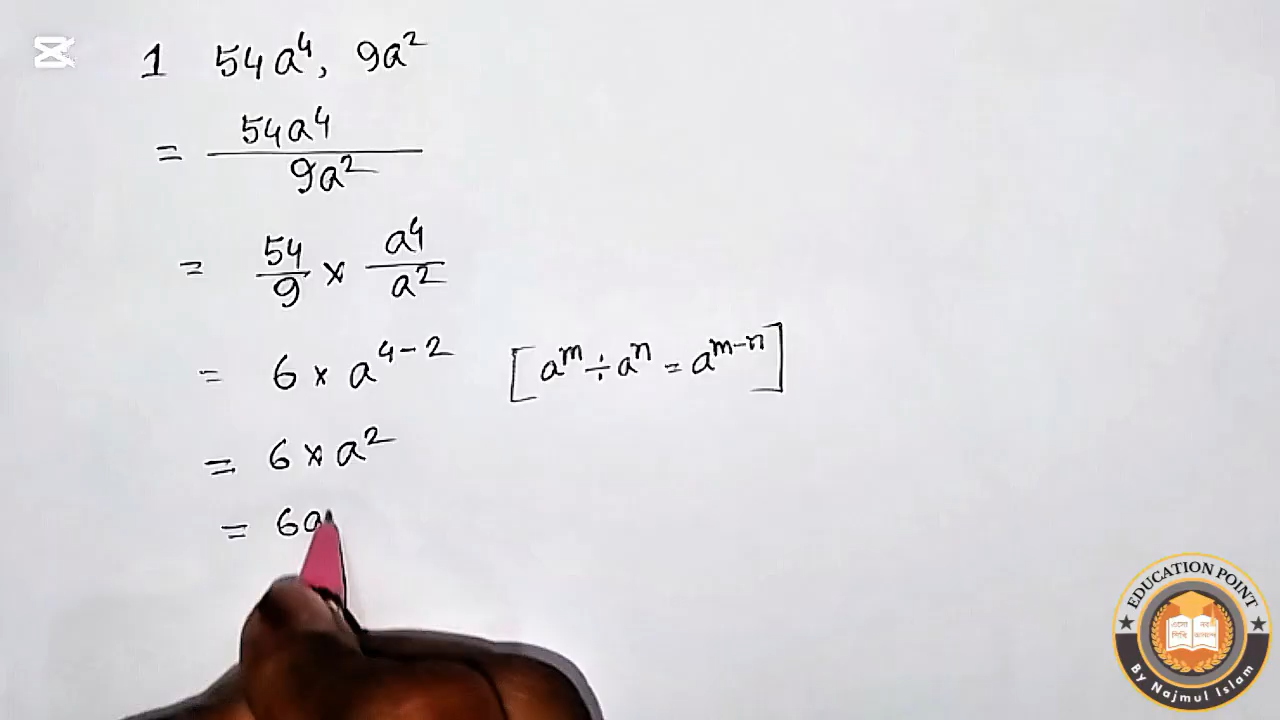 1 54a⁴, 9a²
= 54a⁴ / 9a²
= 54/9 × a⁴/a²
= 6 × a⁴⁻² [aᵐ ÷ aⁿ = aᵐ⁻ⁿ]
= 6 × a²
= 6a
EDUCATION POINT
এসো শিখি
By Najmul Islam